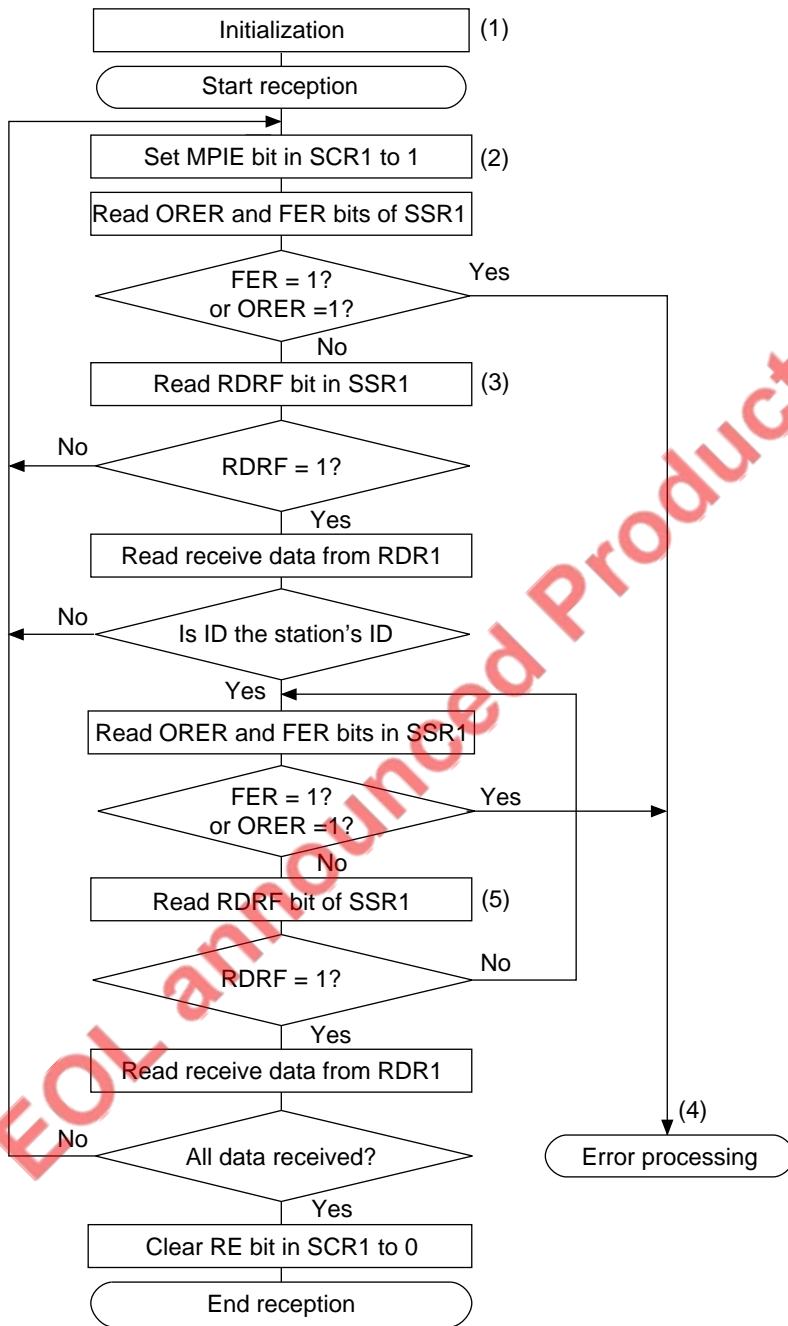 Initialization (1)
Start reception
Set MPIE bit in SCR1 to 1 (2)
Read ORER and FER bits of SSR1
FER = 1?
or ORER =1?
Yes
No
Read RDRF bit in SSR1 (3)
No
RDRF = 1?
Yes
Read receive data from RDR1
No
Is ID the station's ID
Yes
Read ORER and FER bits in SSR1
FER = 1?
or ORER =1?
Yes
No
Read RDRF bit of SSR1 (5)
RDRF = 1?
No
Yes
Read receive data from RDR1
No
All data received?
(4)
Error processing
Yes
Clear RE bit in SCR1 to 0
End reception
EOL announced Product